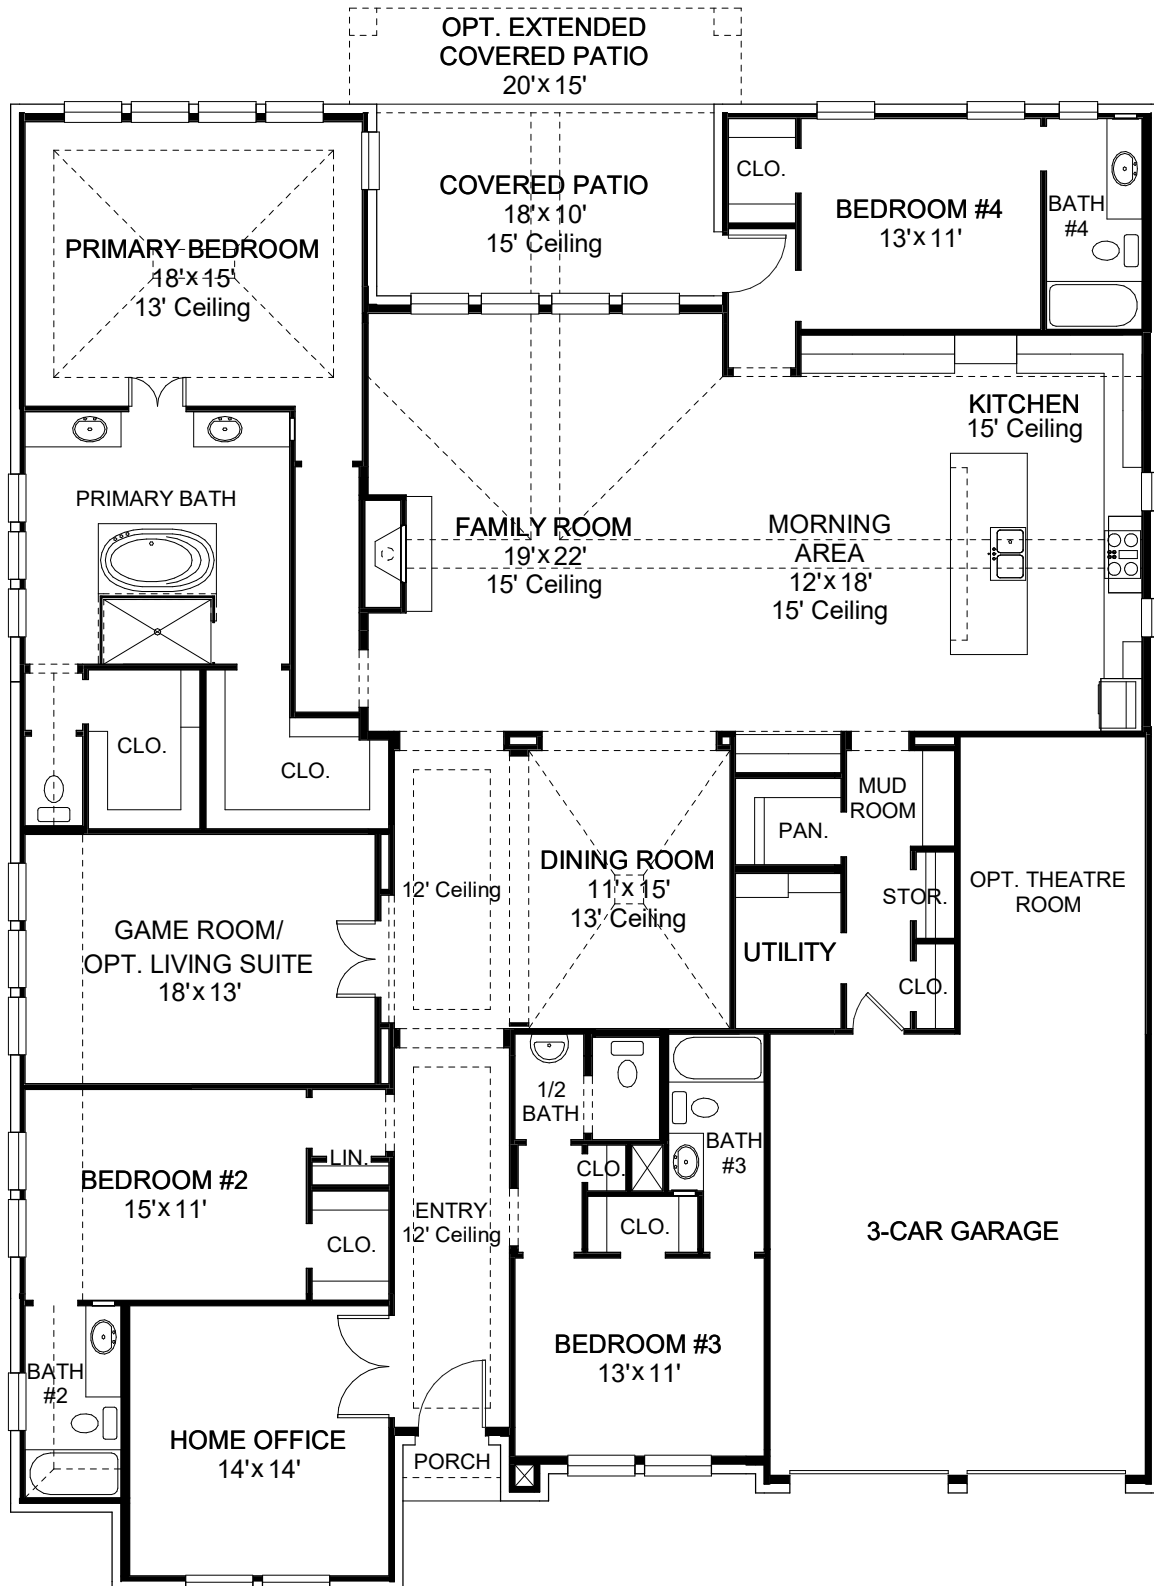 OPT. EXTENDED
COVERED PATIO
20'x 15'
COVERED PATIO
18'x 10'
15' Ceiling
CLO.
BEDROOM #4
13'x 11'
BATH
#4
PRIMARY BEDROOM
18'x 15'
13' Ceiling
KITCHEN
15' Ceiling
PRIMARY BATH
FAMILY ROOM
19'x 22'
15' Ceiling
MORNING
AREA
12'x 18'
15' Ceiling
CLO.
CLO.
MUD
ROOM
PAN.
DINING ROOM
11'x 15'
13' Ceiling
12' Ceiling
STOR.
OPT. THEATRE
ROOM
GAME ROOM/
OPT. LIVING SUITE
18'x 13'
UTILITY
CLO.
1/2
BATH
BATH
#3
CLO.
LIN.
BEDROOM #2
15'x 11'
ENTRY
12' Ceiling
CLO.
CLO.
3-CAR GARAGE
BEDROOM #3
13'x 11'
BATH
#2
HOME OFFICE
14'x 14'
PORCH